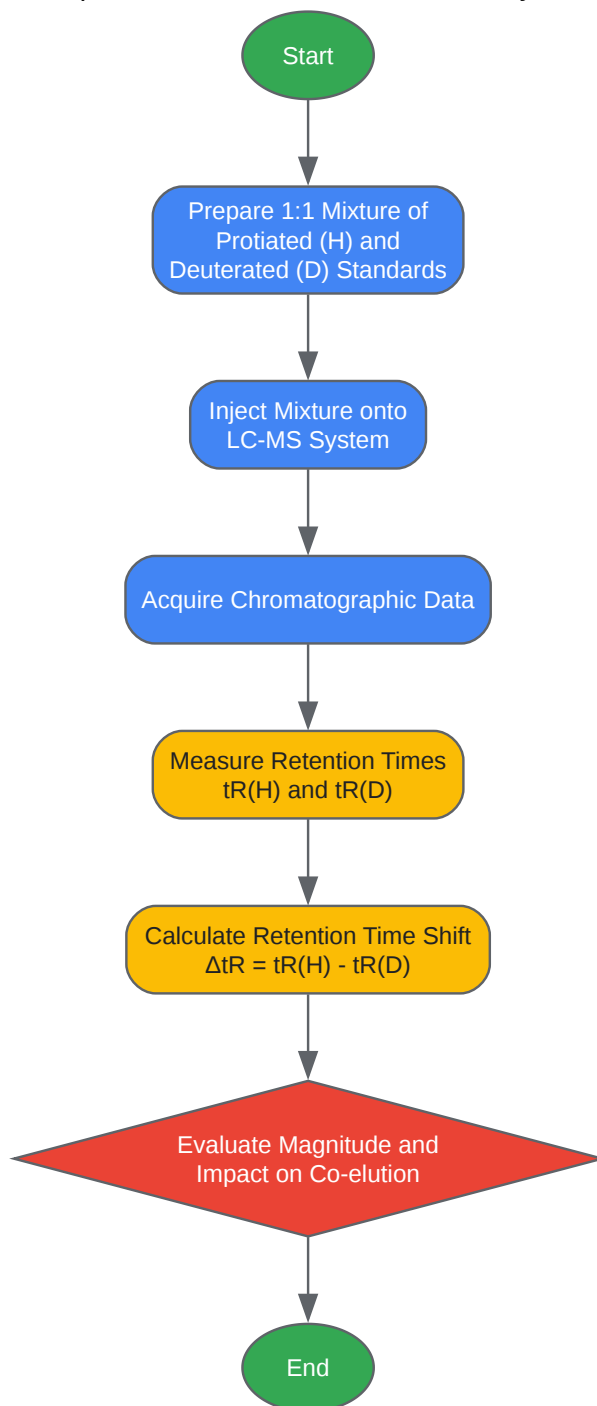 Start
Prepare 1:1 Mixture of
Protiated (H) and
Deuterated (D) Standards
Inject Mixture onto
LC-MS System
Acquire Chromatographic Data
Measure Retention Times
tR(H) and tR(D)
Calculate Retention Time Shift
ΔtR = tR(H) - tR(D)
Evaluate Magnitude and
Impact on Co-elution
End